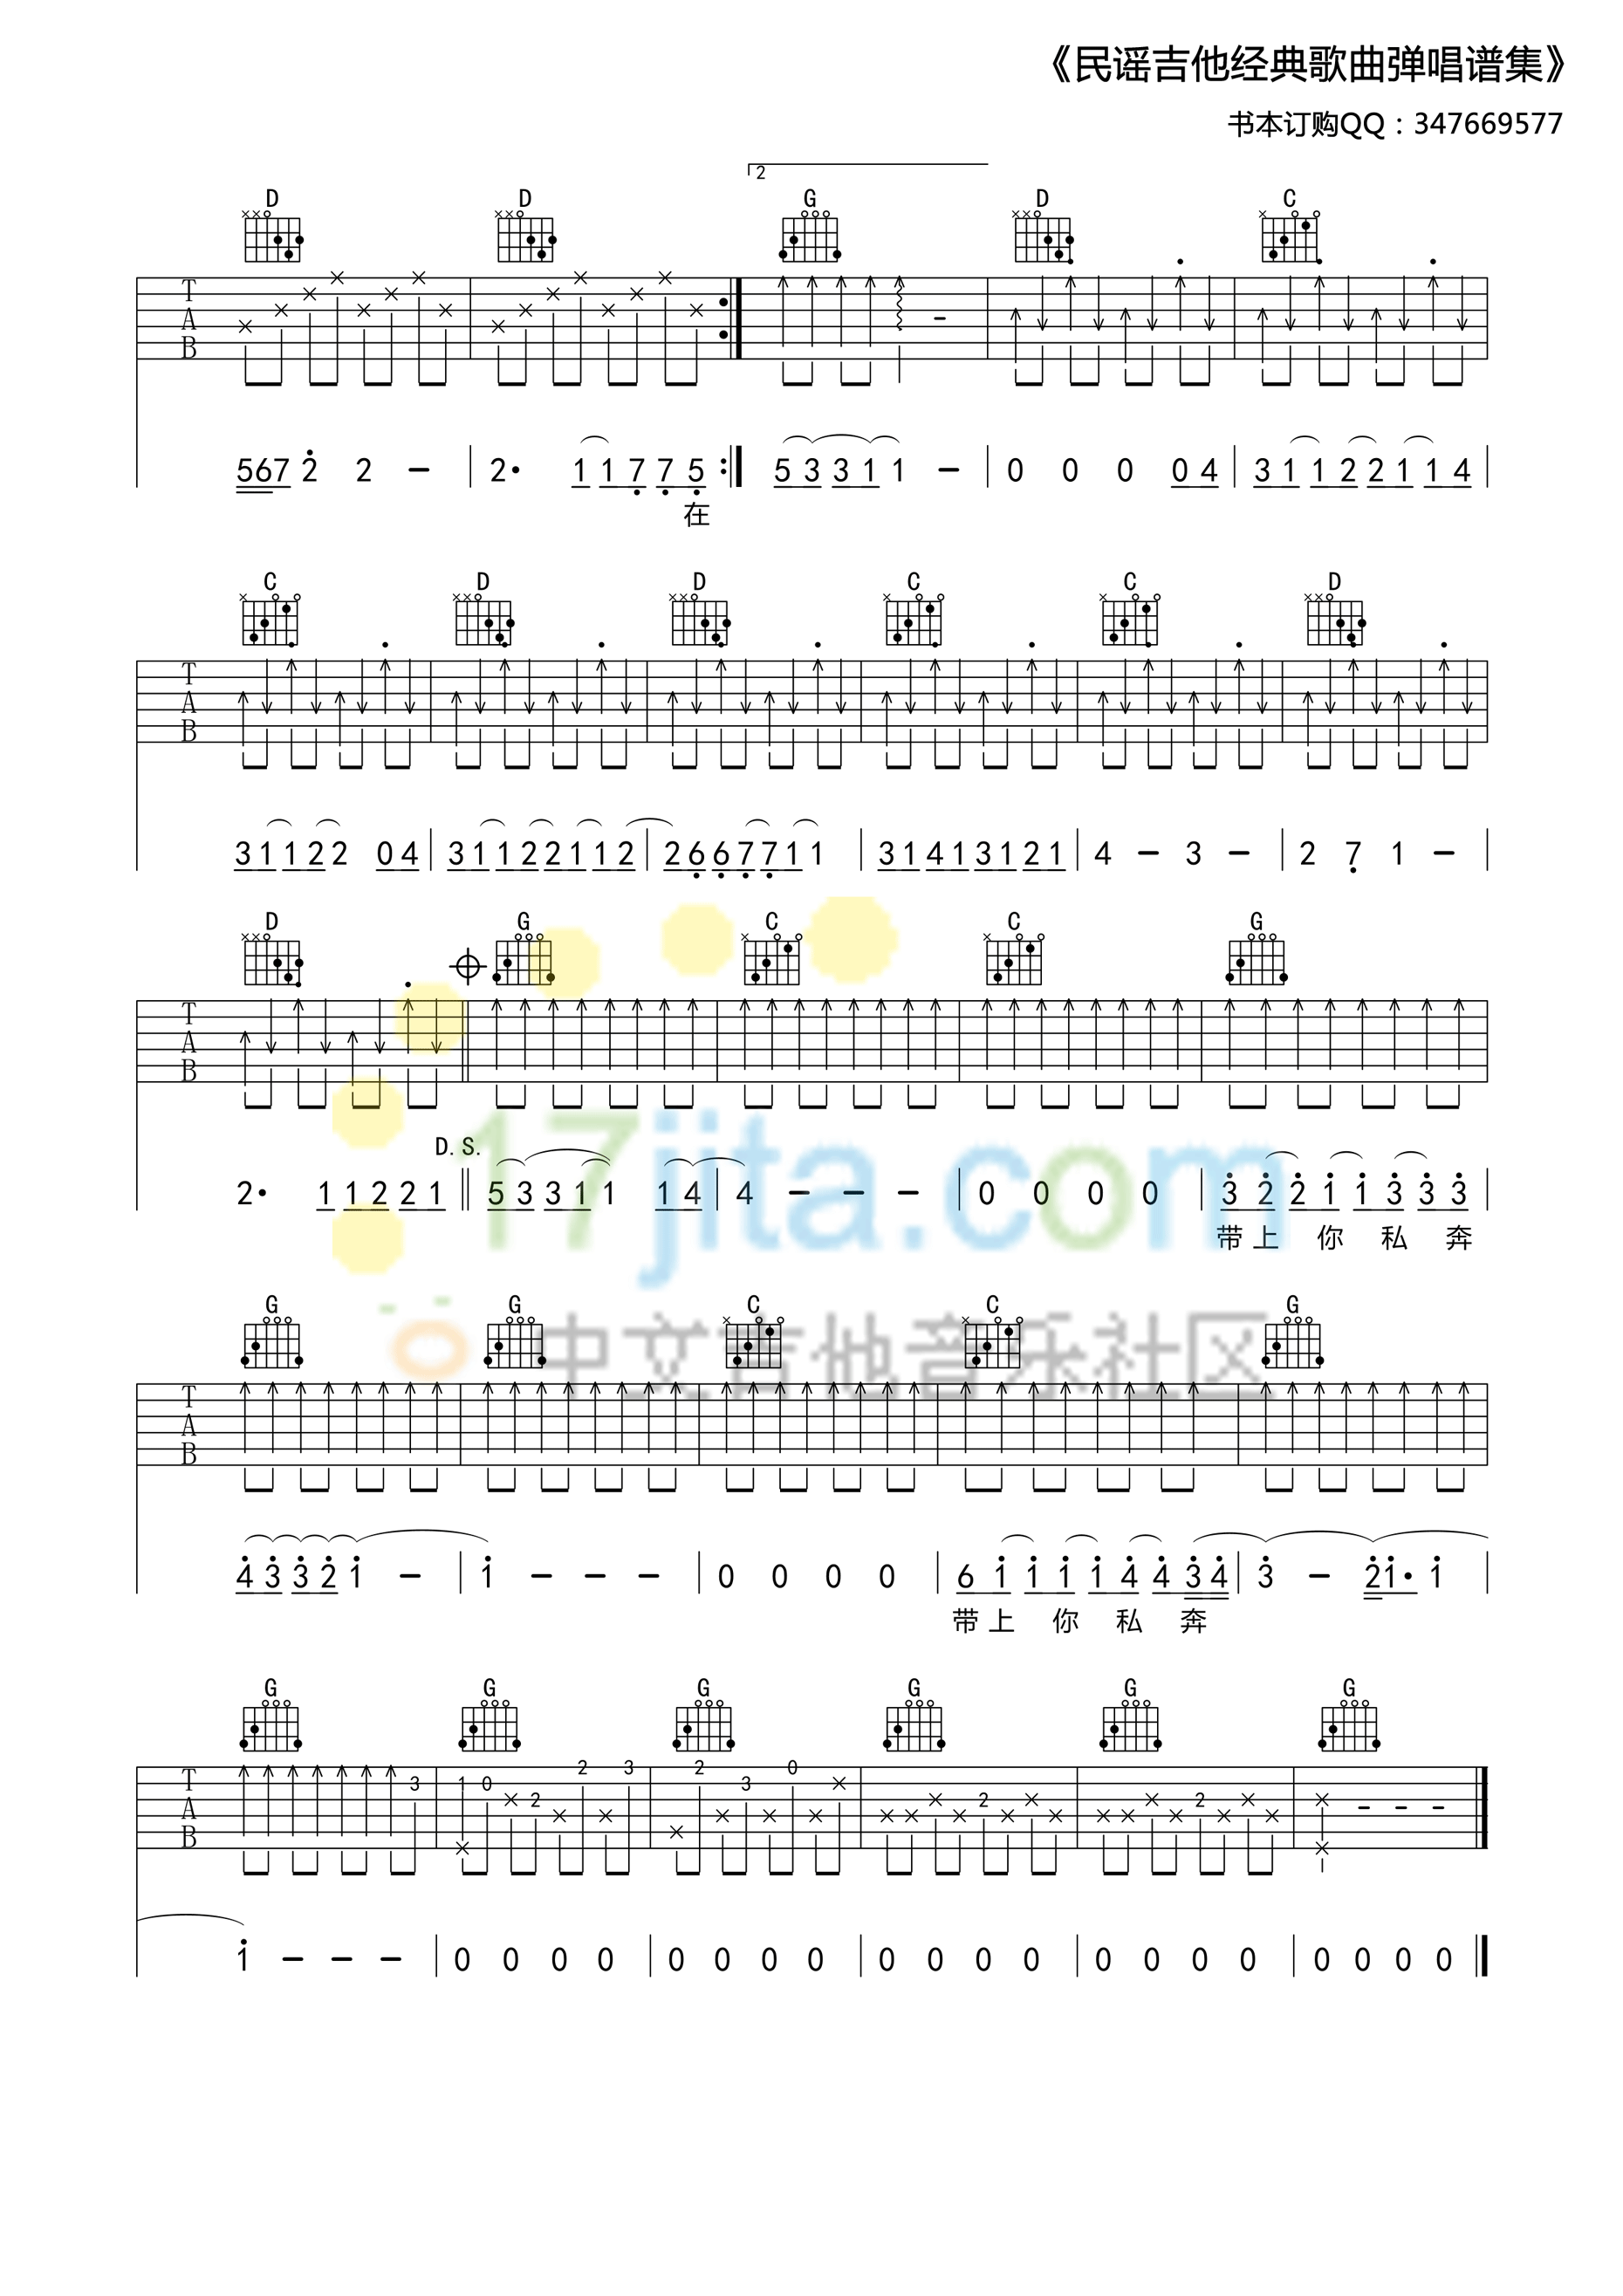 《民谣吉他经典歌曲弹唱谱集》
书本订购QQ：347669577
2
D D G D C
T
A
B
567 2 2 – 2· 1 1 7 7 5 5 3 3 1 1 – 0 0 0 0 4 3 1 1 2 2 1 1 4
在
C D D C C D
T
A
B
3 1 1 2 2 0 4 3 1 1 2 2 1 1 2 2 6 6 7 7 1 1 3 1 4 1 3 1 2 1 4 – 3 – 2 7 1 –
D G C C G
T
A
B
D.S.
2· 1 1 2 2 1 5 3 3 1 1 1 4 4 – – – 0 0 0 0 3 2 2 1 1 3 3 3
带上 你 私 奔
17jita.com
中文吉他音乐社区
G G C C G
T
A
B
4 3 3 2 1 – 1 – – – 0 0 0 0 6 1 1 1 1 4 4 3 4 3 – 2 1· 1
带上 你 私 奔
G G G G G G
T
A
B
3 1 0 2 2 3 2 3 0 2 2 – – –
1 – – – 0 0 0 0 0 0 0 0 0 0 0 0 0 0 0 0 0 0 0 0